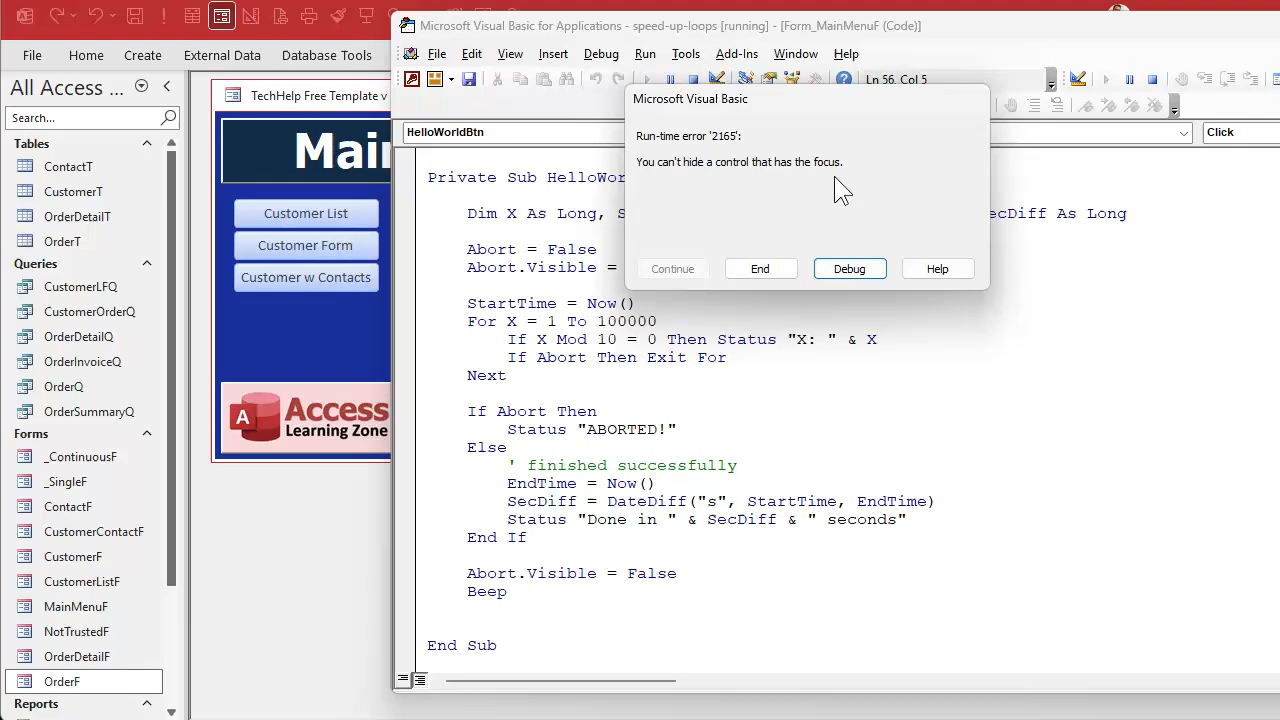 Microsoft Visual Basic for Applications - speed-up-loops [running] - [Form_MainMenuF (Code)]
File Home Create External Data Database Tools
File Edit View Insert Debug Run Tools Add-Ins Window Help
Ln 56, Col 5
All Access ...
Search...
Tables
ContactT
CustomerT
OrderDetailT
OrderT
Queries
CustomerLFQ
CustomerOrderQ
OrderDetailQ
OrderInvoiceQ
OrderQ
OrderSummaryQ
Forms
_ContinuousF
_SingleF
ContactF
CustomerContactF
CustomerF
CustomerListF
MainMenuF
NotTrustedF
OrderDetailF
OrderF
Reports
TechHelp Free Template v
Main
Customer List
Customer Form
Customer w Contacts
A
Access
Learning Zone
HelloWorldBtn
Click
Microsoft Visual Basic
Run-time error '2165':
You can't hide a control that has the focus.
Continue End Debug Help
Private Sub HelloWor
Dim X As Long, S
SecDiff As Long
Abort = False
Abort.Visible =
StartTime = Now()
For X = 1 To 100000
If X Mod 10 = 0 Then Status "X: " & X
If Abort Then Exit For
Next
If Abort Then
Status "ABORTED!"
Else
' finished successfully
EndTime = Now()
SecDiff = DateDiff("s", StartTime, EndTime)
Status "Done in " & SecDiff & " seconds"
End If
Abort.Visible = False
Beep
End Sub